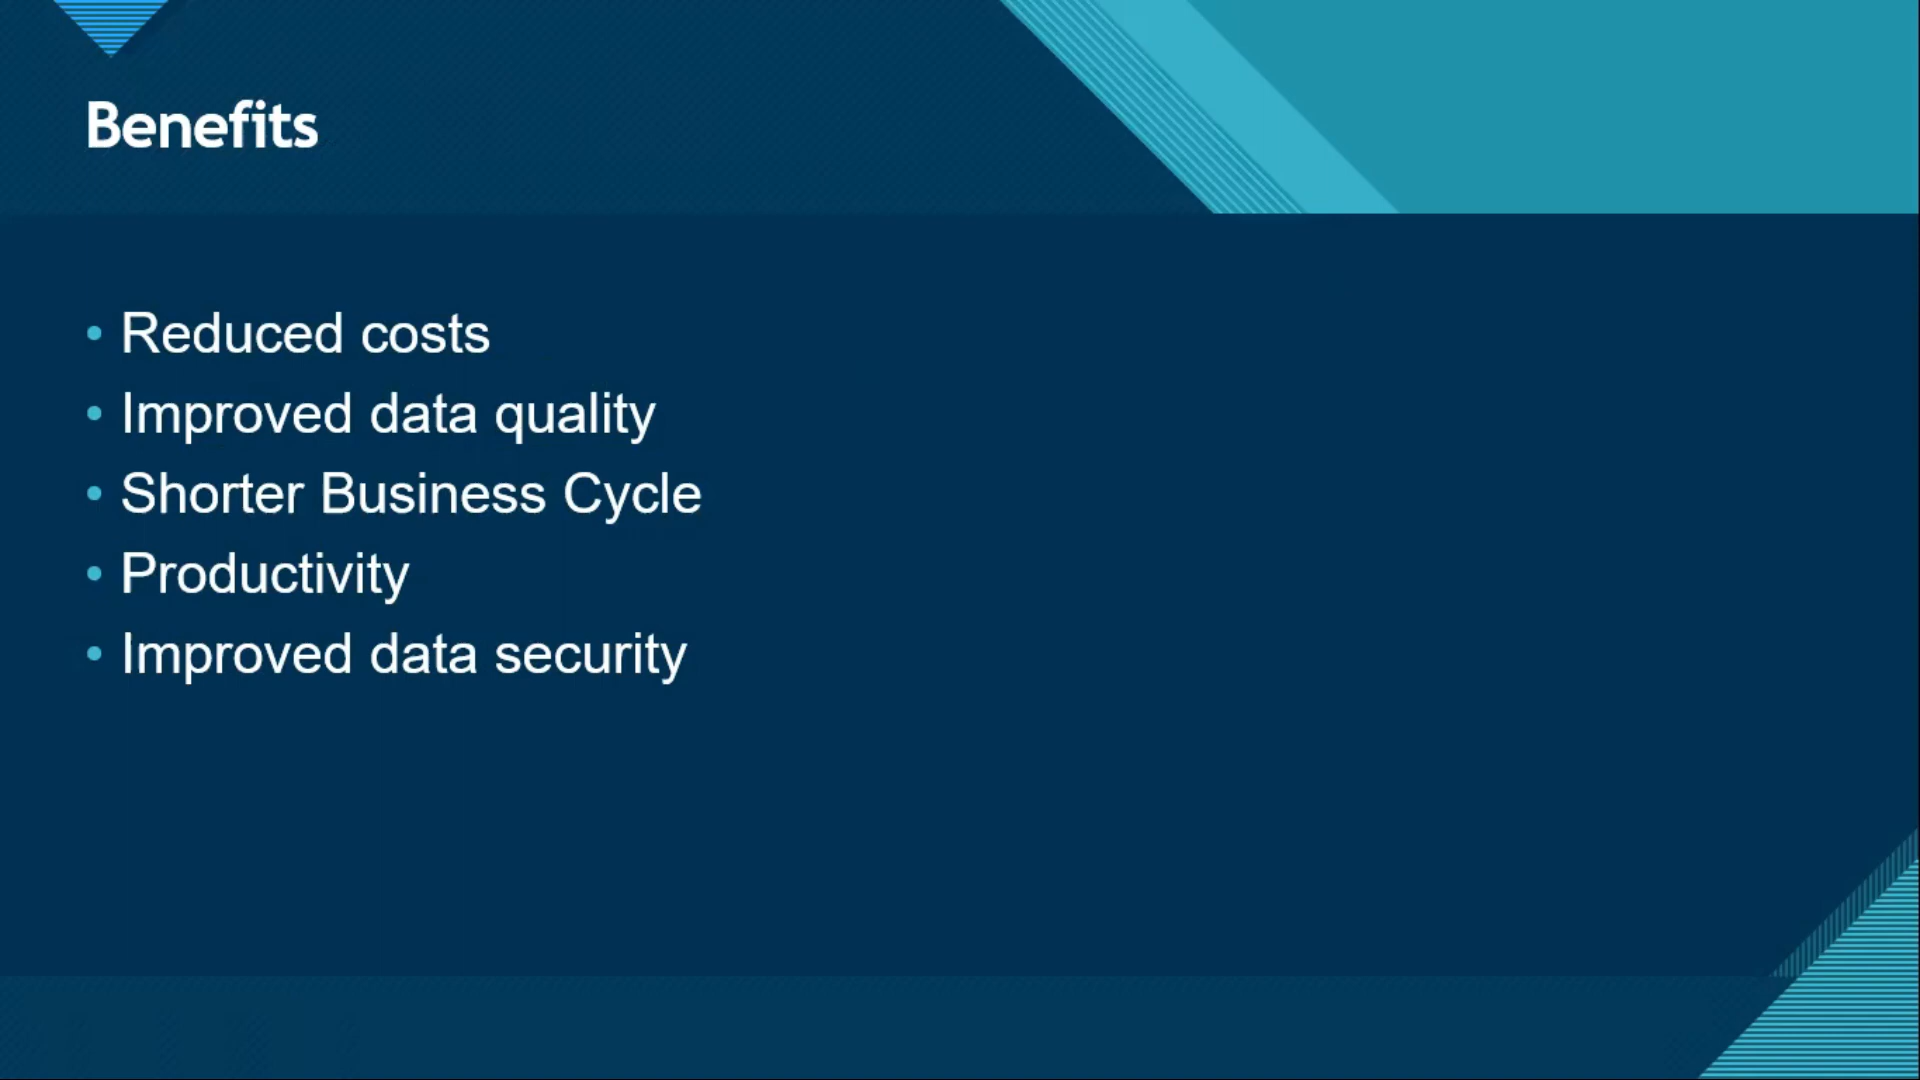 Benefits
• Reduced costs
• Improved data quality
• Shorter Business Cycle
• Productivity
• Improved data security